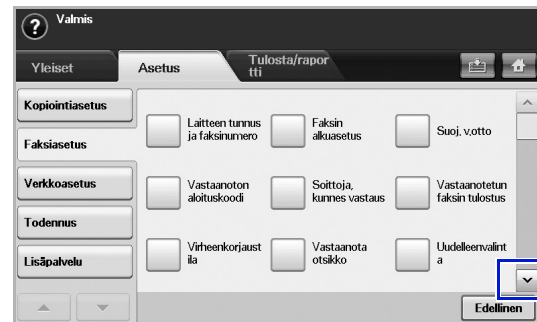 Valmis
Yleiset
Asetus
Tulosta/rapor
tti
Kopiointiasetus
Faksiasetus
Verkkoasetus
Todennus
Lisäpalvelu
Laitteen tunnus
ja faksinumero
Faksin
alkuasetus
Suoj. v.otto
Vastaanoton
aloituskoodi
Soittoja,
kunnes vastaus
Vastaanotetun
faksin tulostus
Virheenkorjaust
ila
Vastaanota
otsikko
Uudelleenvalint
a
Edellinen